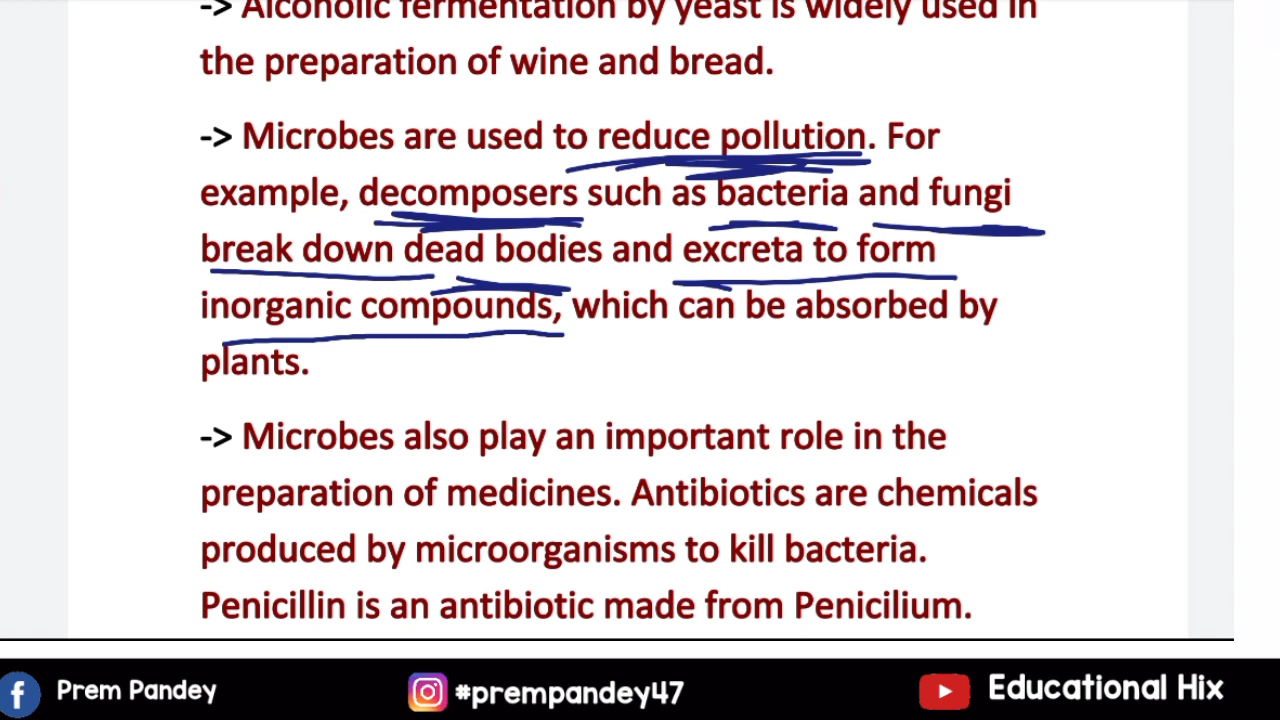 -> Alcoholic fermentation by yeast is widely used in
the preparation of wine and bread.
-> Microbes are used to reduce pollution. For
example, decomposers such as bacteria and fungi
break down dead bodies and excreta to form
inorganic compounds, which can be absorbed by
plants.
-> Microbes also play an important role in the
preparation of medicines. Antibiotics are chemicals
produced by microorganisms to kill bacteria.
Penicillin is an antibiotic made from Penicilium.
Prem Pandey
#prempandey47
Educational Hix